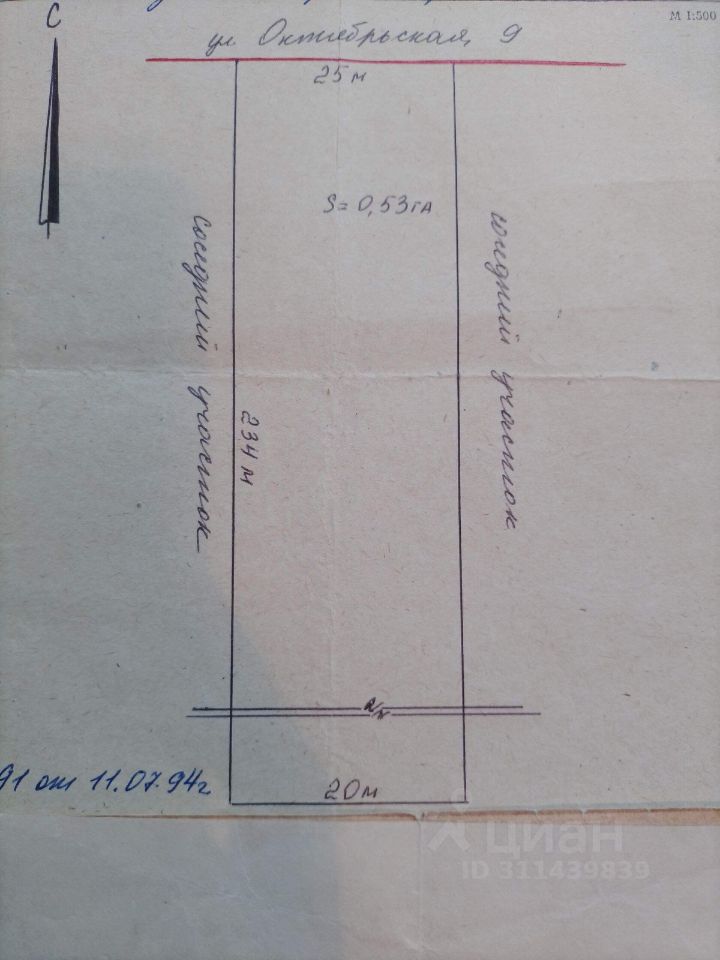 С
М 1:500
ул Октябрьская, 9
25 м
S= 0,53 га
соседний участок
соседний участок
234 м
20 м
91 от 11.07.94г
циан
ID 311439839